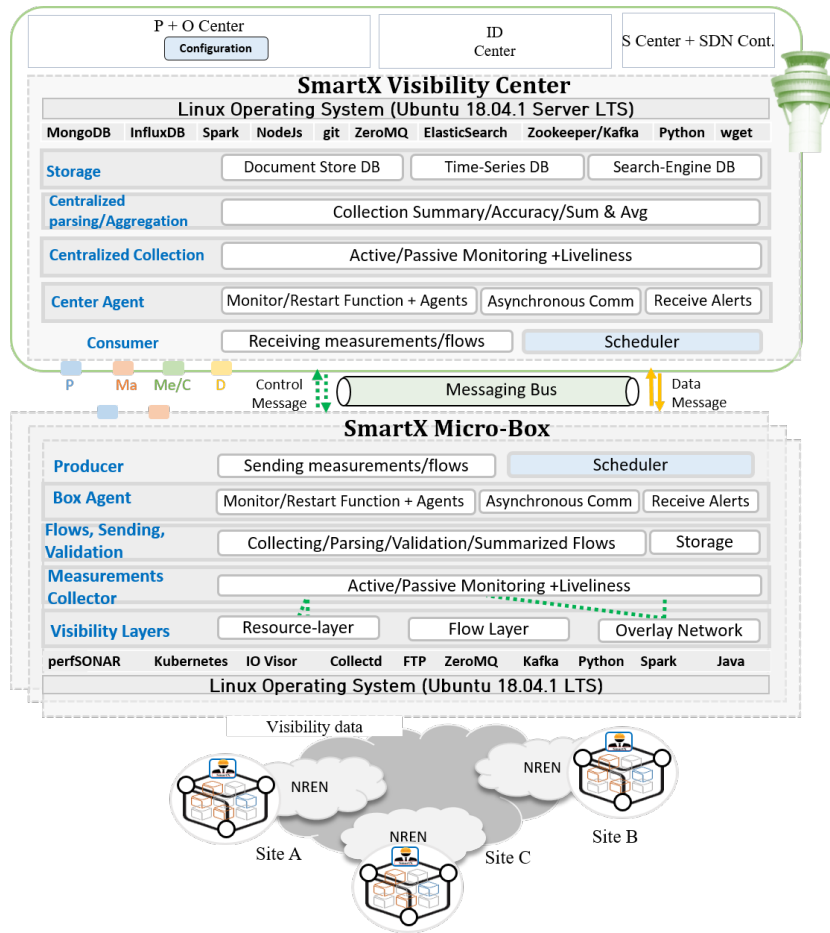 P + O Center
Configuration
ID
Center
S Center + SDN Cont.
SmartX Visibility Center
Linux Operating System (Ubuntu 18.04.1 Server LTS)
MongoDB InfluxDB Spark NodeJs git ZeroMQ ElasticSearch Zookeeper/Kafka Python wget
Storage
Document Store DB
Time-Series DB
Search-Engine DB
Centralized
parsing/Aggregation
Collection Summary/Accuracy/Sum & Avg
Centralized Collection
Active/Passive Monitoring +Liveliness
Center Agent
Monitor/Restart Function + Agents
Asynchronous Comm
Receive Alerts
Consumer
Receiving measurements/flows
Scheduler
P
Ma
Me/C
D
Control
Message
Messaging Bus
Data
Message
SmartX Micro-Box
Producer
Sending measurements/flows
Scheduler
Box Agent
Monitor/Restart Function + Agents
Asynchronous Comm
Receive Alerts
Flows, Sending,
Validation
Collecting/Parsing/Validation/Summarized Flows
Storage
Measurements
Collector
Active/Passive Monitoring +Liveliness
Visibility Layers
Resource-layer
Flow Layer
Overlay Network
perfSONAR Kubernetes IO Visor Collectd FTP ZeroMQ Kafka Python Spark Java
Linux Operating System (Ubuntu 18.04.1 LTS)
Visibility data
NREN
NREN
NREN
Site A
Site C
Site B